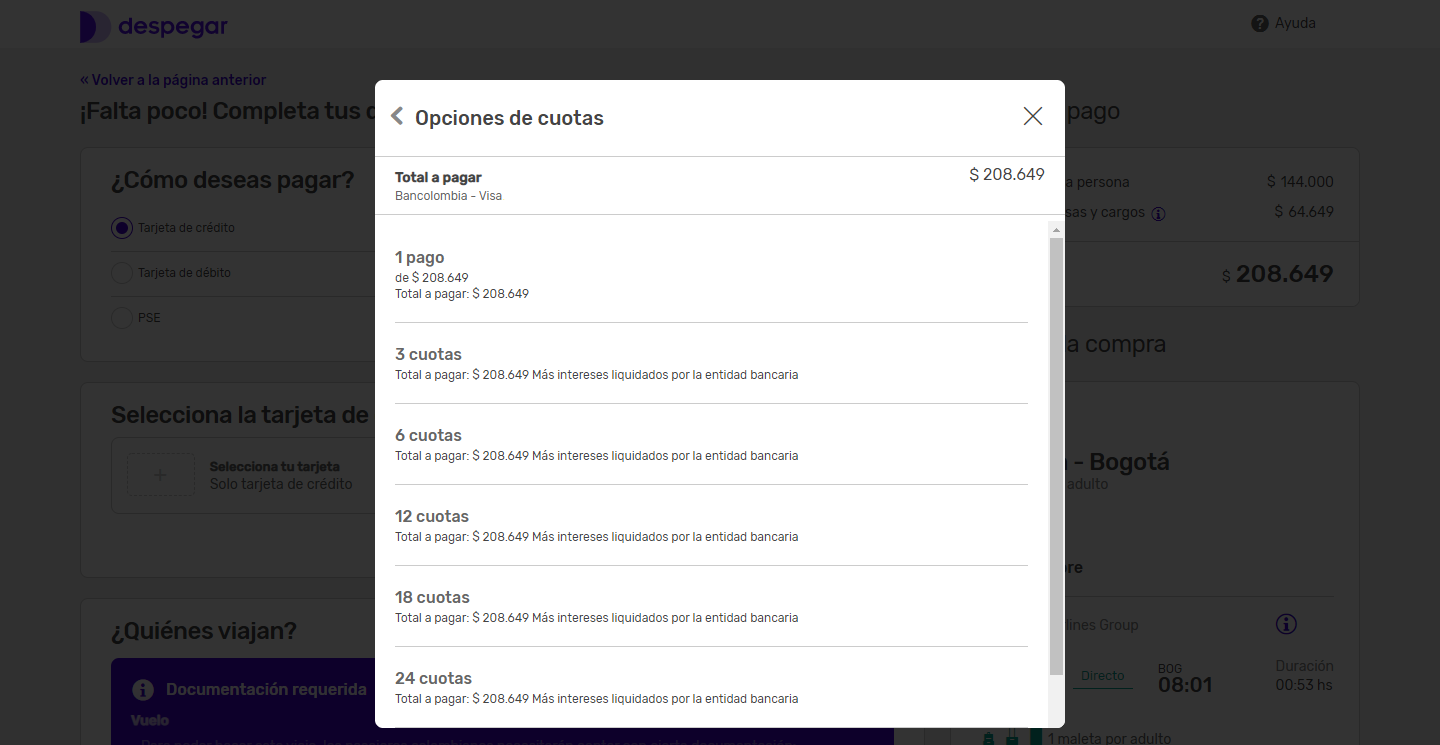 despegar
Ayuda
« Volver a la página anterior
¡Falta poco! Completa tus
pago
¿Cómo deseas pagar?
Tarjeta de crédito
Tarjeta de débito
PSE
Selecciona la tarjeta de
Selecciona tu tarjeta
Solo tarjeta de crédito
¿Quiénes viajan?
Documentación requerida
Vuelo
Opciones de cuotas
Total a pagar
$ 208.649
Bancolombia - Visa
1 pago
de $ 208.649
Total a pagar: $ 208.649
3 cuotas
Total a pagar: $ 208.649 Más intereses liquidados por la entidad bancaria
6 cuotas
Total a pagar: $ 208.649 Más intereses liquidados por la entidad bancaria
12 cuotas
Total a pagar: $ 208.649 Más intereses liquidados por la entidad bancaria
18 cuotas
Total a pagar: $ 208.649 Más intereses liquidados por la entidad bancaria
24 cuotas
Total a pagar: $ 208.649 Más intereses liquidados por la entidad bancaria
a persona $ 144.000
sas y cargos $ 64.649
$ 208.649
a compra
- Bogotá
adulto
re
lines Group
Directo
BOG
08:01
Duración
00:53 hs
1 maleta por adulto